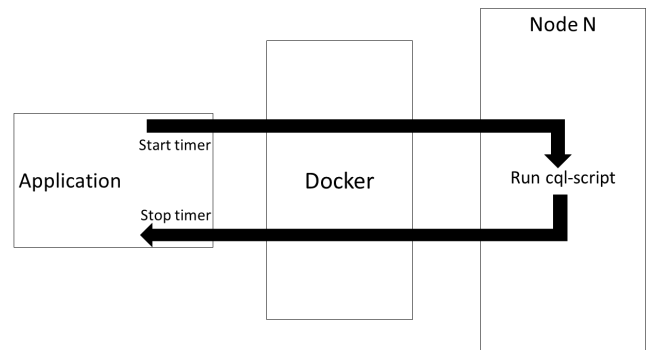 Node N
Start timer
Application
Docker
Run cql-script
Stop timer